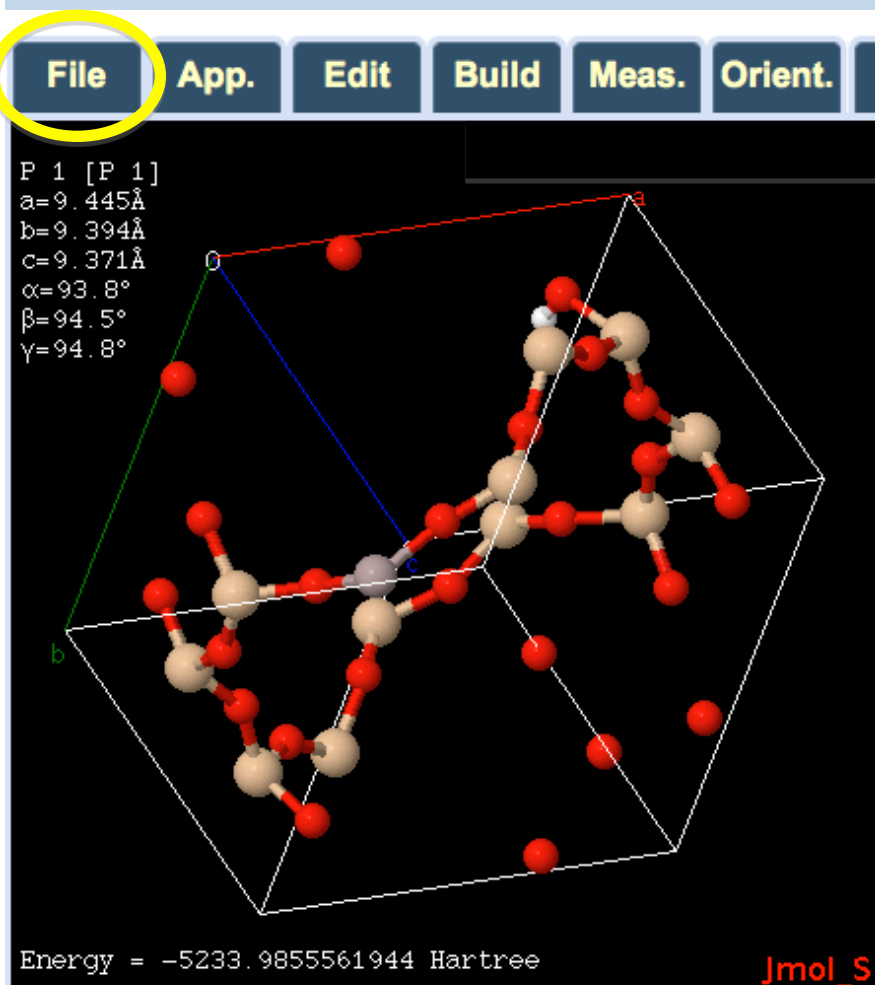 File App. Edit Build Meas. Orient.
P 1 [P 1]
a=9.445Å
b=9.394Å
c=9.371Å
α=93.8°
β=94.5°
γ=94.8°
a
0
c
b
Energy = −5233.9855561944 Hartree
Jmol_S